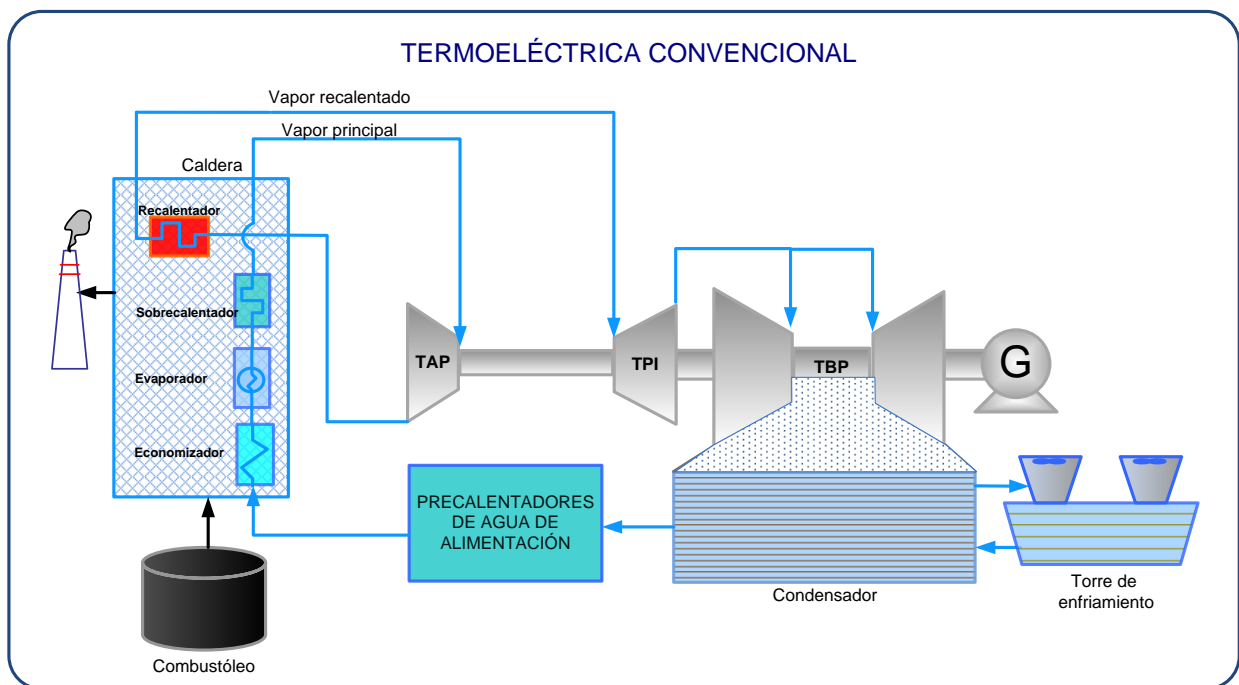 TERMOELÉCTRICA CONVENCIONAL
Vapor recalentado
Vapor principal
Caldera
Recalentador
Sobrecalentador
Evaporador
Economizador
TAP
TPI
TBP
G
PRECALENTADORES
DE AGUA DE
ALIMENTACIÓN
Condensador
Torre de
enfriamiento
Combustóleo